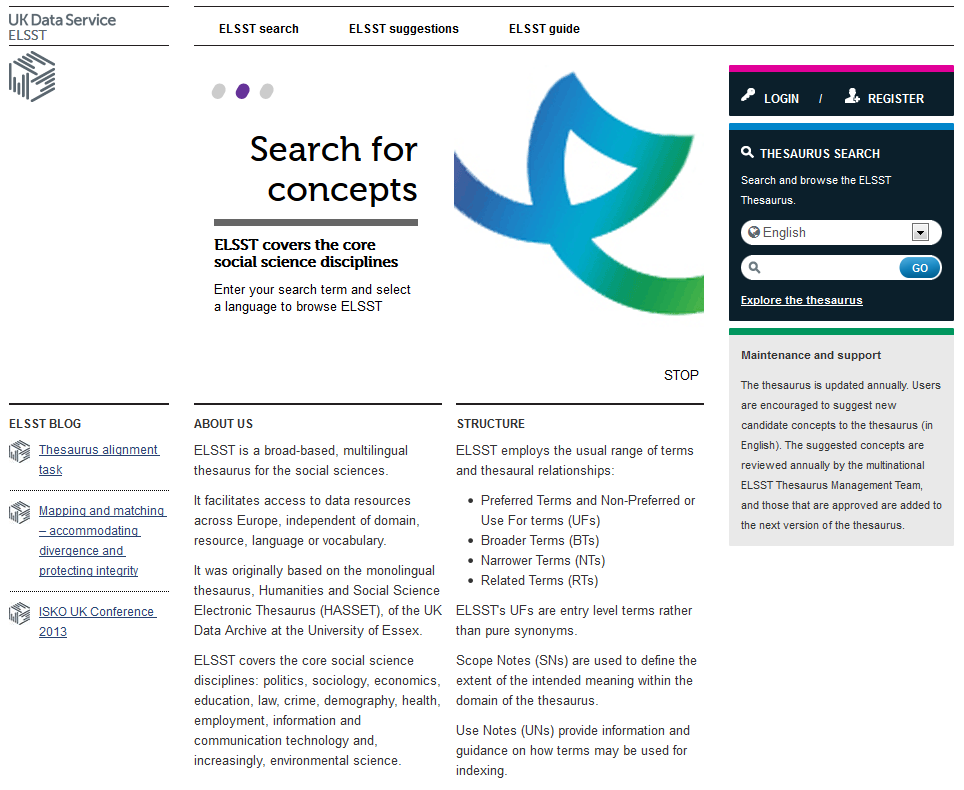 UK Data Service
ELSST
ELSST search
ELSST suggestions
ELSST guide
Search for
concepts
ELSST covers the core
social science disciplines
Enter your search term and select
a language to browse ELSST
STOP
LOGIN / REGISTER
THESAURUS SEARCH
Search and browse the ELSST
Thesaurus.
English
GO
Explore the thesaurus
Maintenance and support
The thesaurus is updated annually. Users
are encouraged to suggest new
candidate concepts to the thesaurus (in
English). The suggested concepts are
reviewed annually by the multinational
ELSST Thesaurus Management Team,
and those that are approved are added to
the next version of the thesaurus.
ELSST BLOG
Thesaurus alignment
task
Mapping and matching
– accommodating
divergence and
protecting integrity
ISKO UK Conference
2013
ABOUT US
ELSST is a broad-based, multilingual
thesaurus for the social sciences.
It facilitates access to data resources
across Europe, independent of domain,
resource, language or vocabulary.
It was originally based on the monolingual
thesaurus, Humanities and Social Science
Electronic Thesaurus (HASSET), of the UK
Data Archive at the University of Essex.
ELSST covers the core social science
disciplines: politics, sociology, economics,
education, law, crime, demography, health,
employment, information and
communication technology and,
increasingly, environmental science.
STRUCTURE
ELSST employs the usual range of terms
and thesaural relationships:
• Preferred Terms and Non-Preferred or
Use For terms (UFs)
• Broader Terms (BTs)
• Narrower Terms (NTs)
• Related Terms (RTs)
ELSST's UFs are entry level terms rather
than pure synonyms.
Scope Notes (SNs) are used to define the
extent of the intended meaning within the
domain of the thesaurus.
Use Notes (UNs) provide information and
guidance on how terms may be used for
indexing.